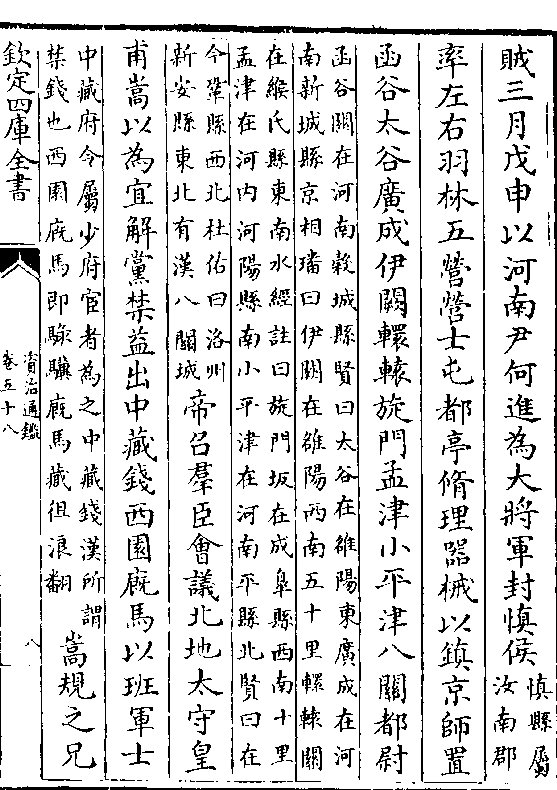 賊三月戊申以河南尹何進為大將軍封慎侯慎縣屬
汝南郡
率左右羽林五營營士屯都亭脩理器械以鎮京師置
函谷太谷廣成伊闕轘轅旋門孟津小平津八關都尉
函谷關在河南穀城縣賢曰太谷在雒陽東廣成在河
南新城縣京相璠曰伊闕在雒陽西南五十里轘轅關
在緱氏縣東南水經註曰旋門坂在成臯縣西南十里
孟津在河內河陽縣南小平津在河南平縣北賢曰在
今鞏縣西北杜佑曰洛州
新安縣東北有漢八關城
帝召羣臣會議北地太守皇
甫嵩以為宜解黨禁益出中藏錢西園廐馬以班軍士
中藏府令屬少府宦者為之中藏錢漢所謂
禁錢也西園廐馬即騄驥廐馬藏徂浪翻
嵩規之兄
欽定四庫全書
資治通鑑
卷五十八
八